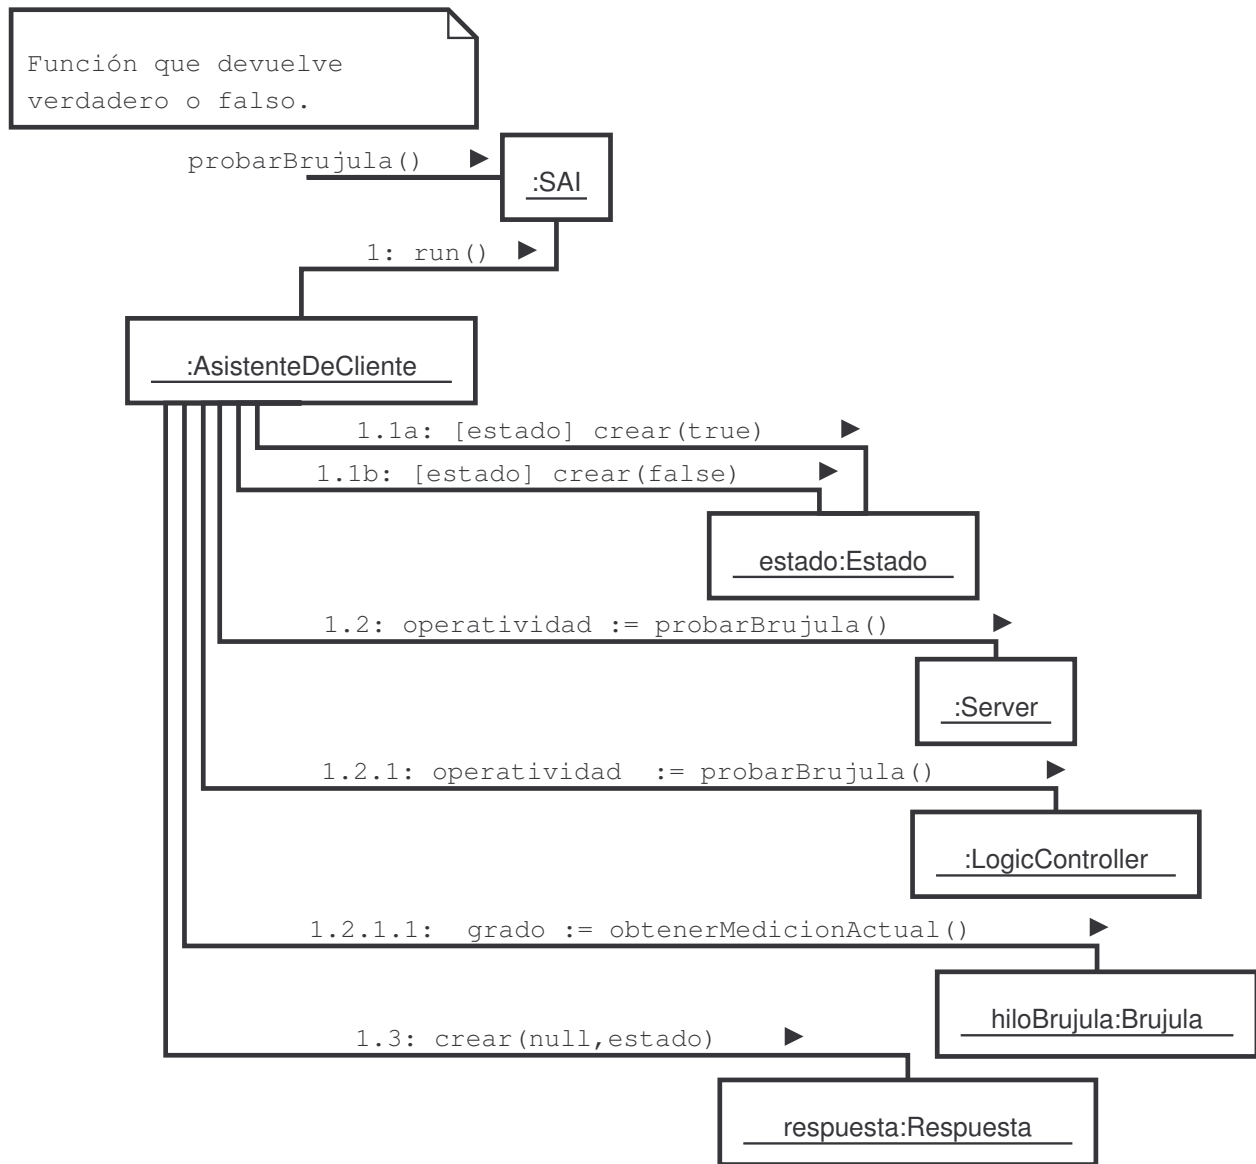 Función que devuelve
verdadero o falso.
probarBrujula()
:SAI
1: run()
:AsistenteDeCliente
1.1a: [estado] crear(true)
1.1b: [estado] crear(false)
estado:Estado
1.2: operatividad := probarBrujula()
:Server
1.2.1: operatividad  := probarBrujula()
:LogicController
1.2.1.1:  grado := obtenerMedicionActual()
hiloBrujula:Brujula
1.3: crear(null,estado)
respuesta:Respuesta